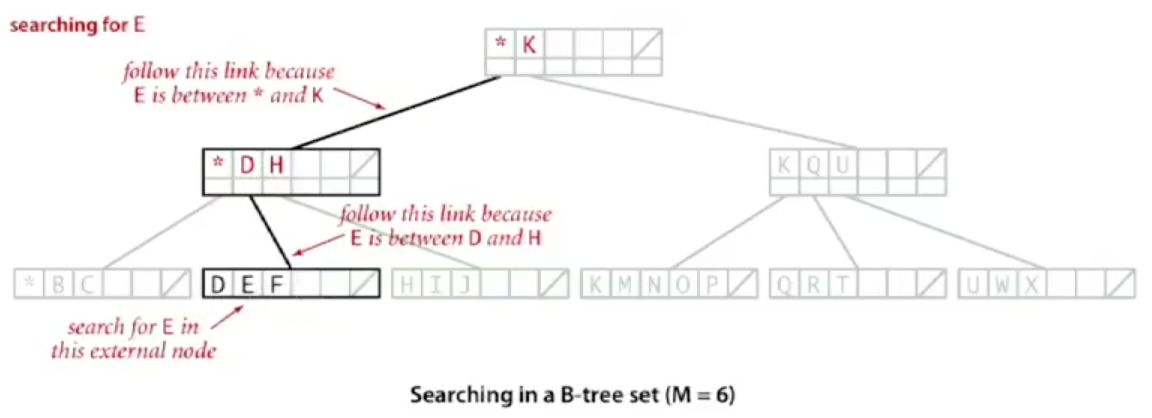 searching for E
* K
follow this link because
E is between * and K
* D H
K Q U
follow this link because
E is between D and H
* B C
D E F
H I J
K M N O P
Q R T
U W X
search for E in
this external node
Searching in a B-tree set (M = 6)